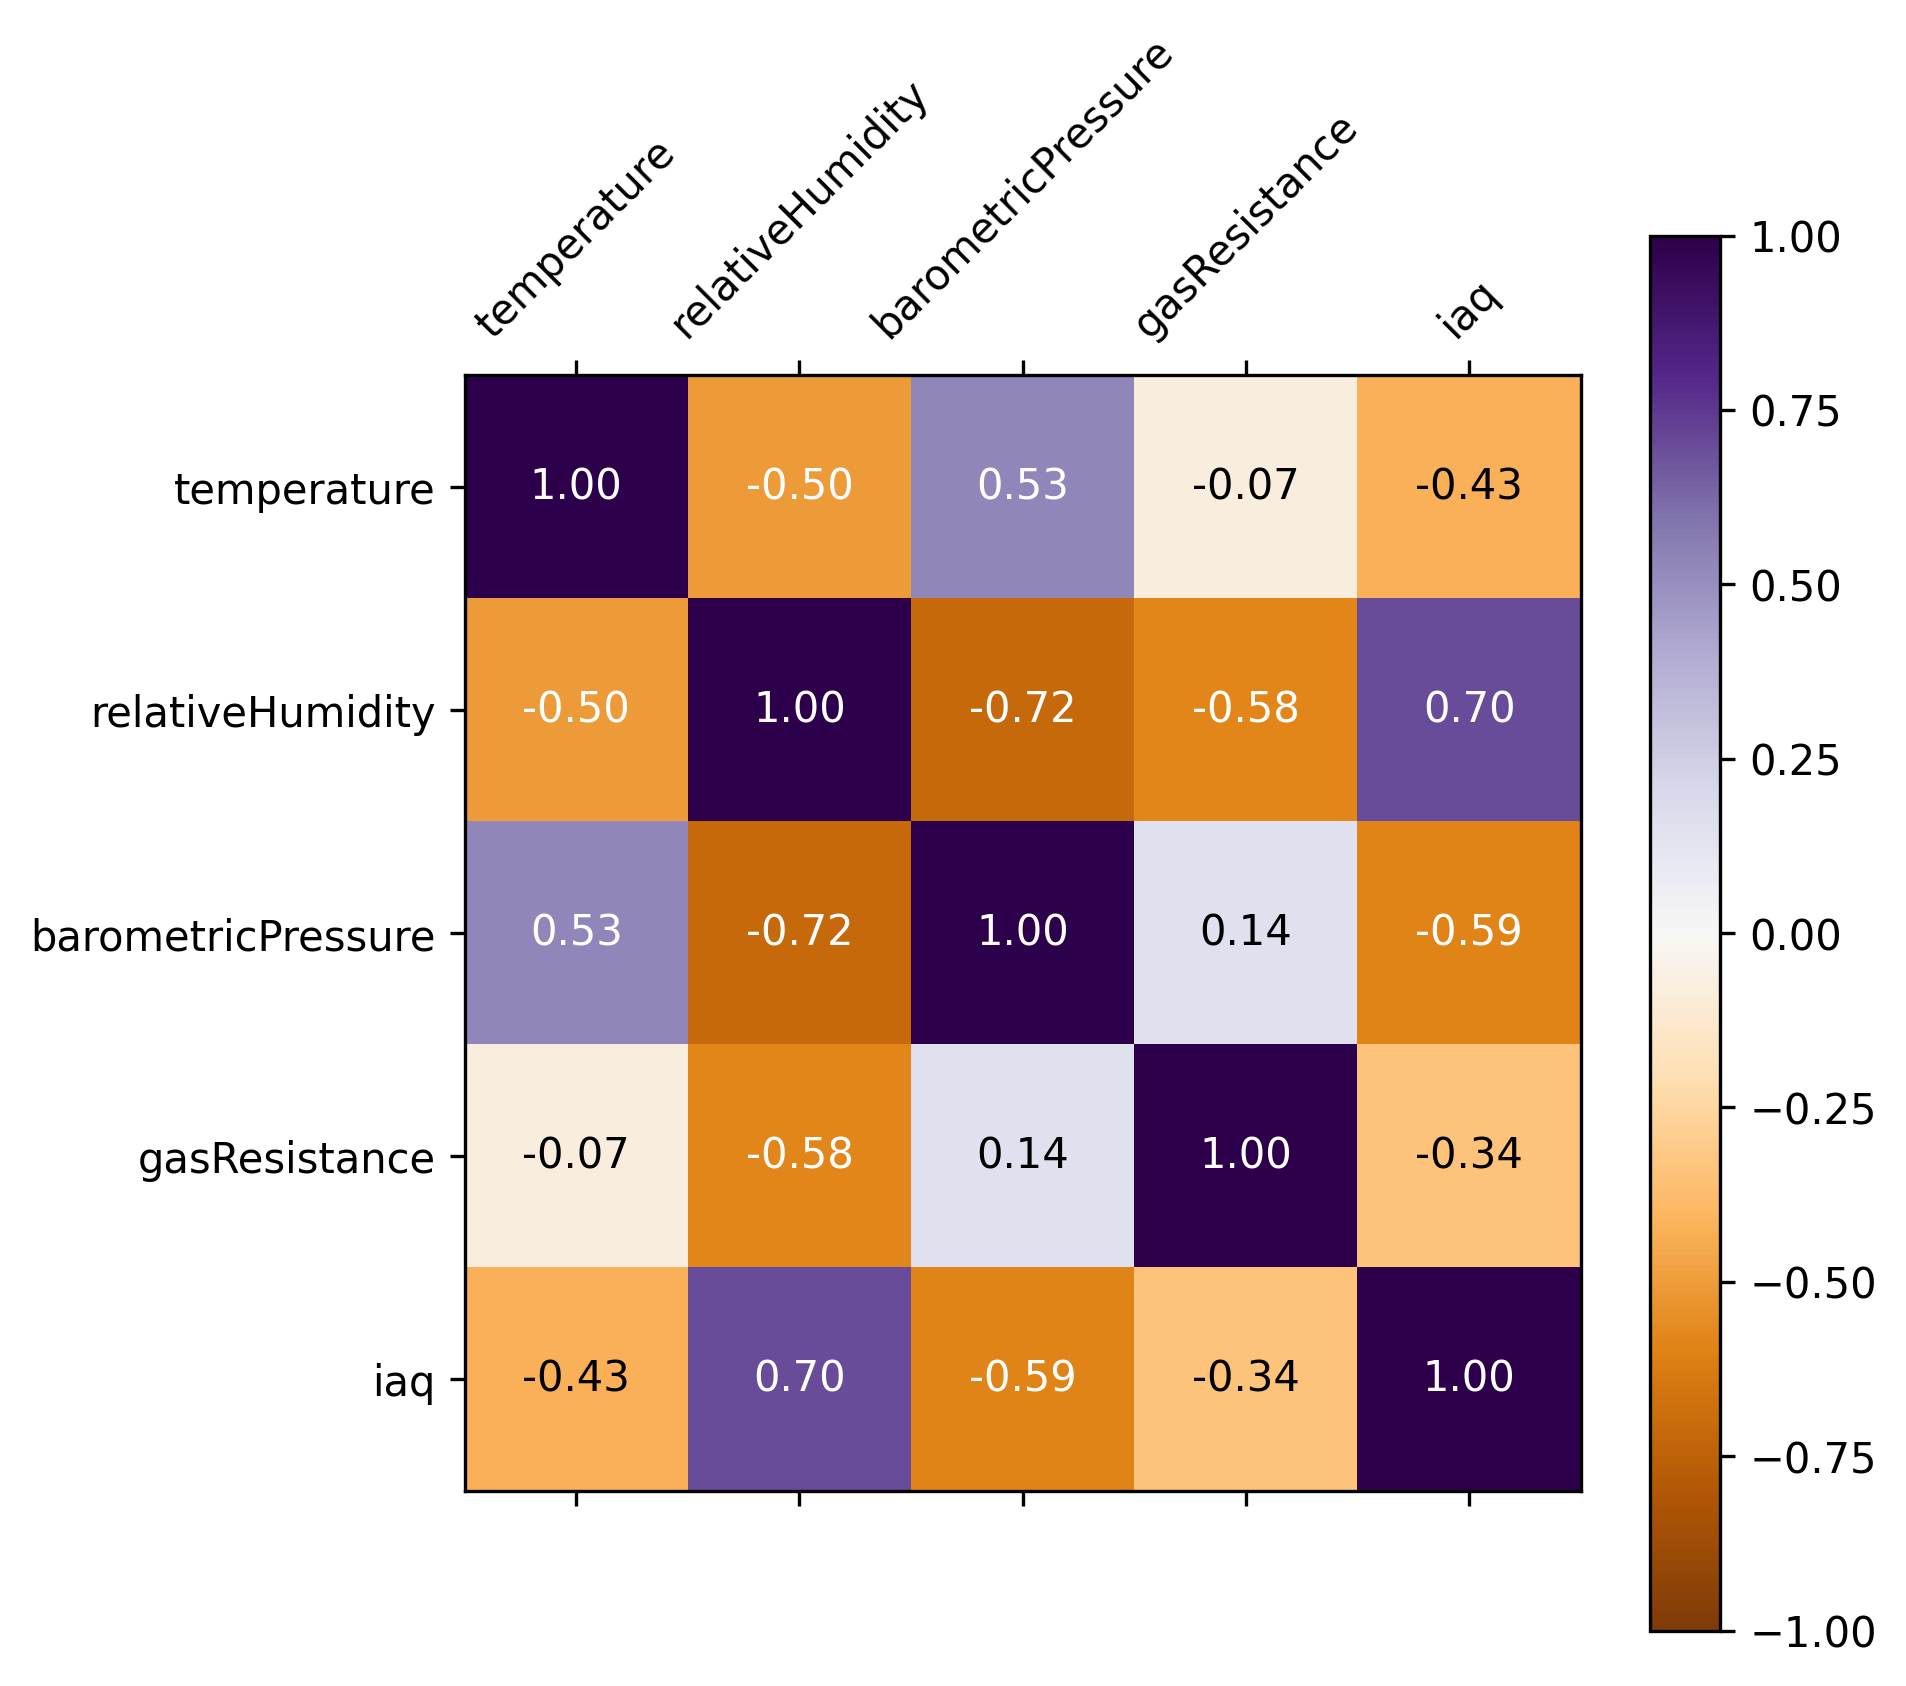 temperature
relativeHumidity
barometricPressure
gasResistance
iaq
temperature 1.00 -0.50 0.53 -0.07 -0.43
relativeHumidity -0.50 1.00 -0.72 -0.58 0.70
barometricPressure 0.53 -0.72 1.00 0.14 -0.59
gasResistance -0.07 -0.58 0.14 1.00 -0.34
iaq -0.43 0.70 -0.59 -0.34 1.00
1.00
0.75
0.50
0.25
0.00
−0.25
−0.50
−0.75
−1.00